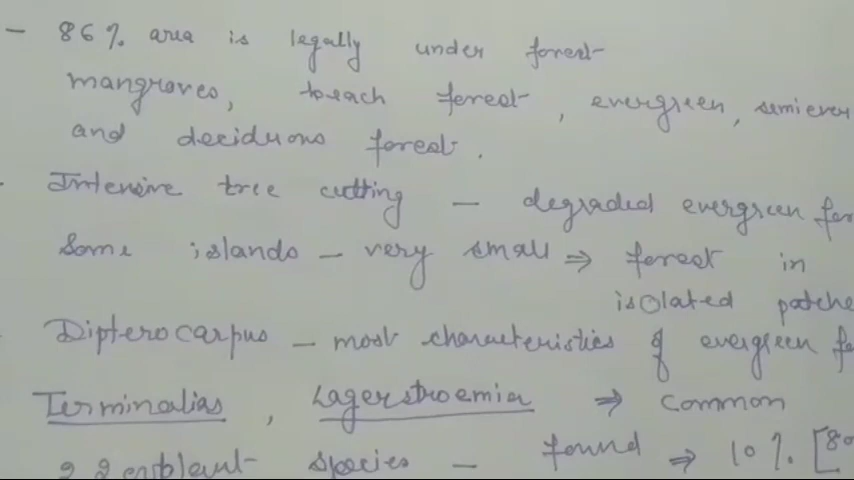 - 86% area is legally under forest
mangroves, beach forest, evergreen, semiever
and deciduous forest.
Intensive tree cutting - degraded evergreen for
Some islands - very small ⇒ forest in
isolated patche
Dipterocarpus - most characteristics of evergreen fo
Terminalias, Lagerstroemia ⇒ common
species - found ⇒ 10%. [80